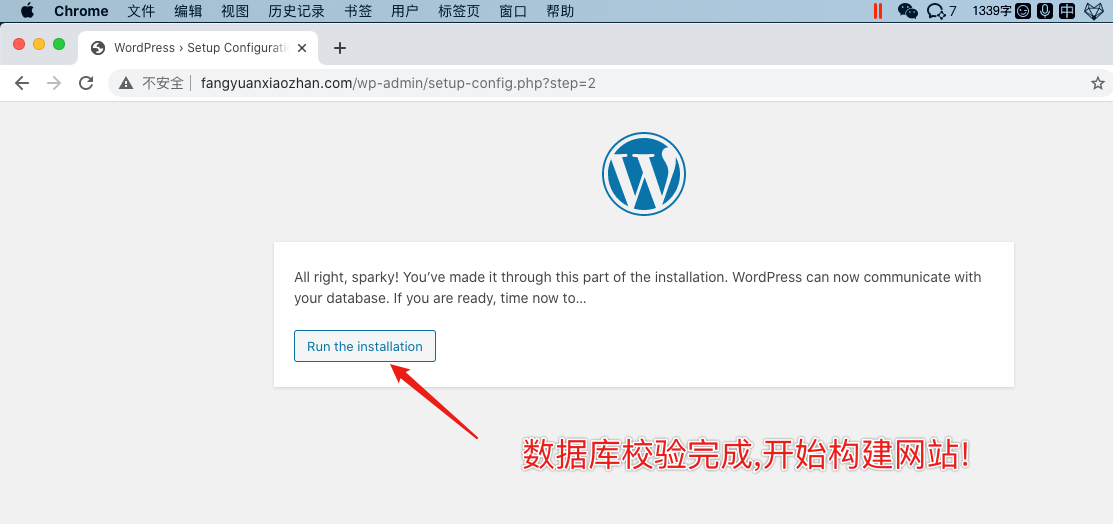 Chrome 文件 编辑 视图 历史记录 书签 用户 标签页 窗口 帮助 7 1339字 中
WordPress › Setup Configurati
不安全 fangyuanxiaozhan.com/wp-admin/setup-config.php?step=2
All right, sparky! You’ve made it through this part of the installation. WordPress can now communicate with
your database. If you are ready, time now to…
Run the installation
数据库校验完成,开始构建网站!